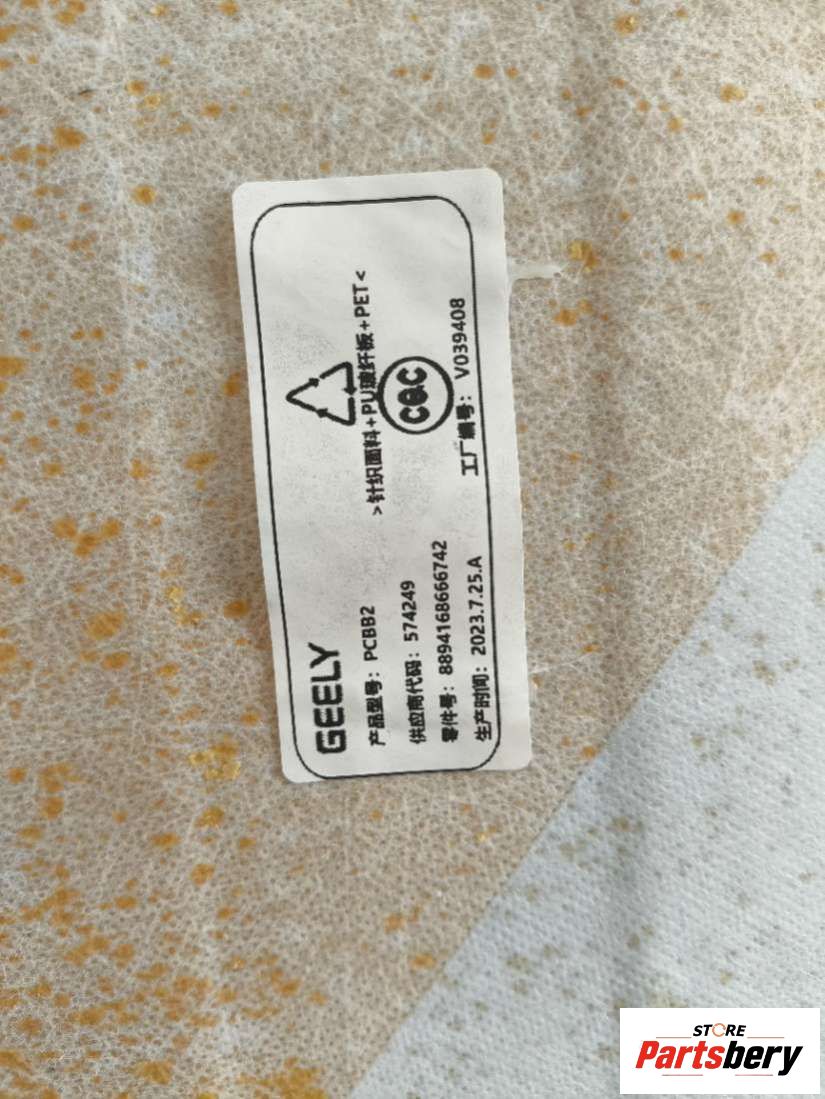 GEELY
产品型号：PCBB2
>针织面料+PU玻纤板+PET<
供应商代码：574249
CQC
零件号：8894168666742
工厂编号：V039408
生产时间：2023.7.25.A
STORE
Partsbery